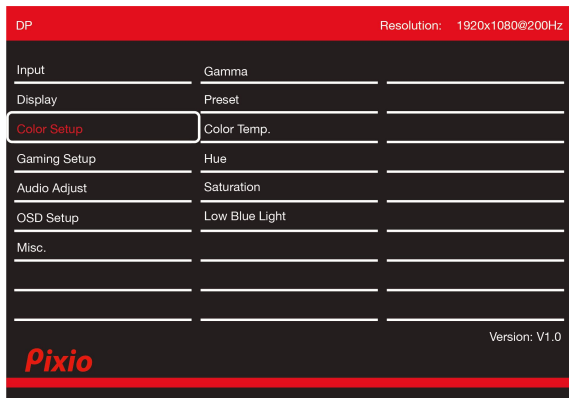 DP Resolution: 1920x1080@200Hz
Input Gamma
Display Preset
Color Setup Color Temp.
Gaming Setup Hue
Audio Adjust Saturation
OSD Setup Low Blue Light
Misc.
Version: V1.0
Pixio